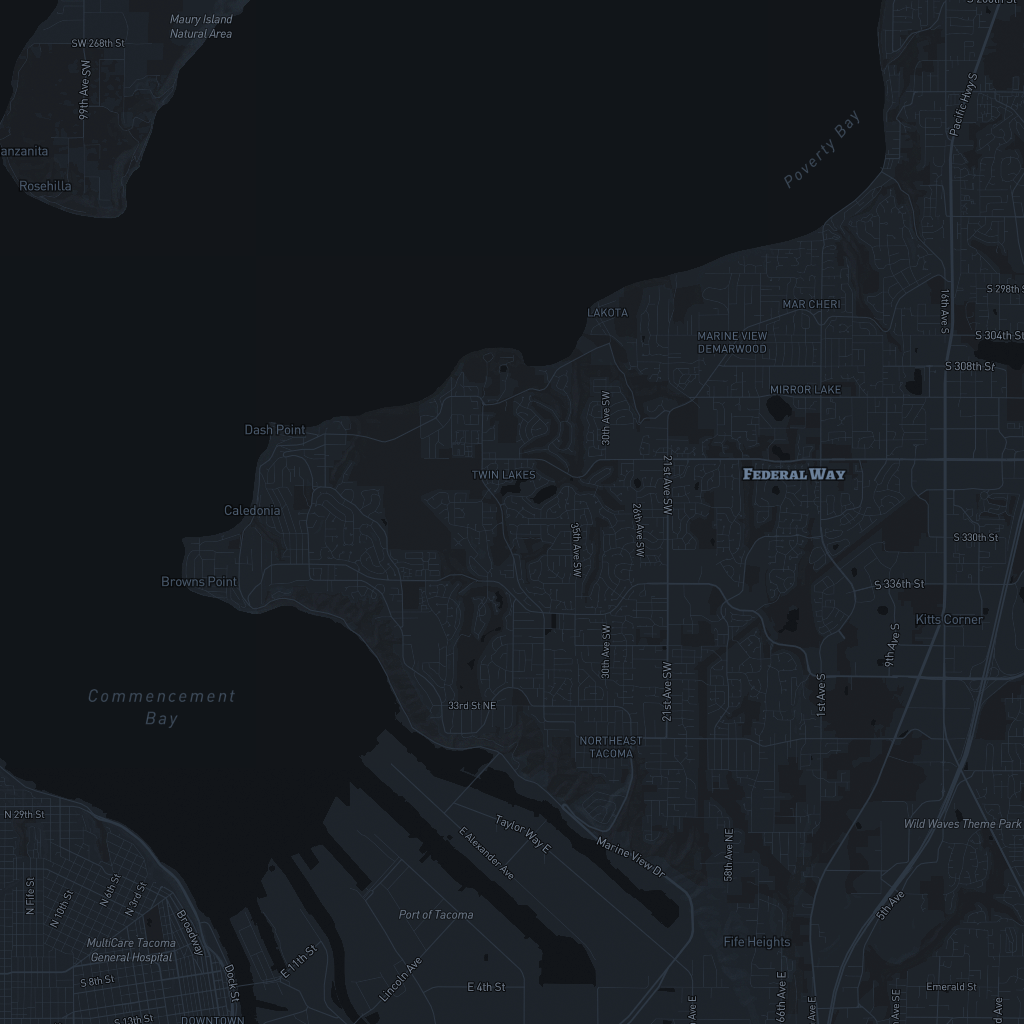 S 268th St
Maury Island
Natural Area
SW 268th St
99th Ave SW
Pacific Hwy S
Poverty Bay
anzanita
Rosehilla
S 298th S
16th Ave S
MAR CHERI
LAKOTA
MARINE VIEW
DEMARWOOD
S 304th St
S 308th St
MIRROR LAKE
30th Ave SW
Dash Point
TWIN LAKES
21st Ave SW
FEDERAL WAY
Caledonia
26th Ave SW
35th Ave SW
S 330th St
Browns Point
S 336th St
Kitts Corner
30th Ave SW
9th Ave S
Commencement
Bay
21st Ave SW
1st Ave S
33rd St NE
NORTHEAST
TACOMA
N 29th St
Taylor Way E
E Alexander Ave
Marine View Dr
Wild Waves Theme Park
58th Ave NE
N Fife St
N 10th St
N 6th St
N 3rd St
Broadway
5th Ave
Port of Tacoma
MultiCare Tacoma
General Hospital
Fife Heights
E 11th St
Lincoln Ave
S 8th St
Dock St
E 4th St
Emerald St
S 13th St
DOWNTOWN
Ave E
66th Ave E
Ave E
Ave SE
d Ave